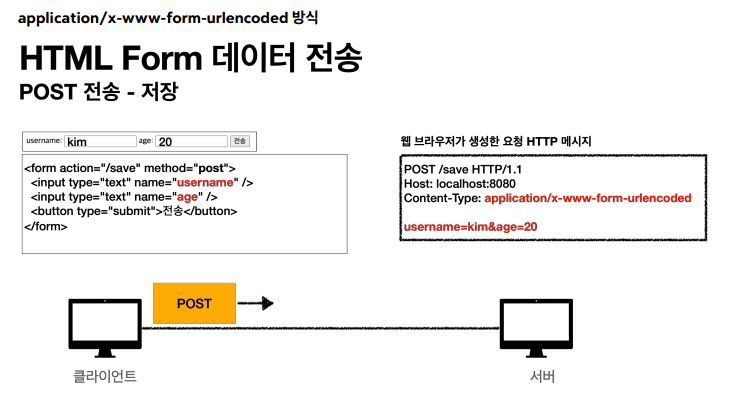 application/x-www-form-urlencoded 방식
HTML Form 데이터 전송
POST 전송 - 저장
username: kim age: 20 전송
<form action="/save" method="post">
<input type="text" name="username" />
<input type="text" name="age" />
<button type="submit">전송</button>
</form>
웹 브라우저가 생성한 요청 HTTP 메시지
POST /save HTTP/1.1
Host: localhost:8080
Content-Type: application/x-www-form-urlencoded
username=kim&age=20
POST
클라이언트
서버